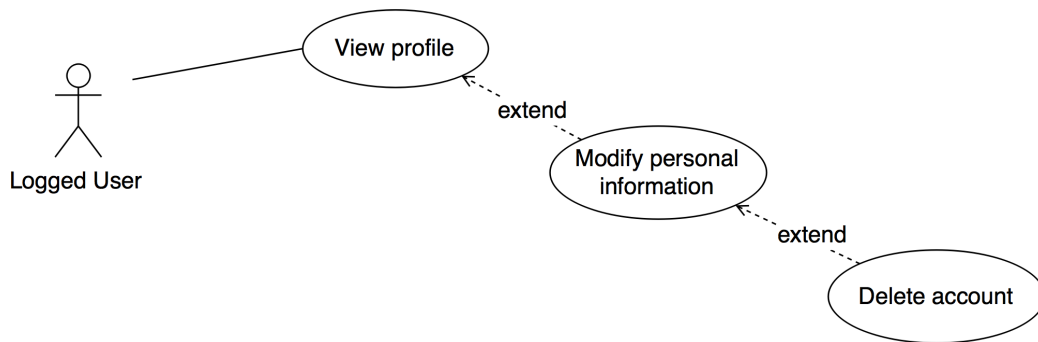 View profile
extend
Modify personal
information
Logged User
extend
Delete account